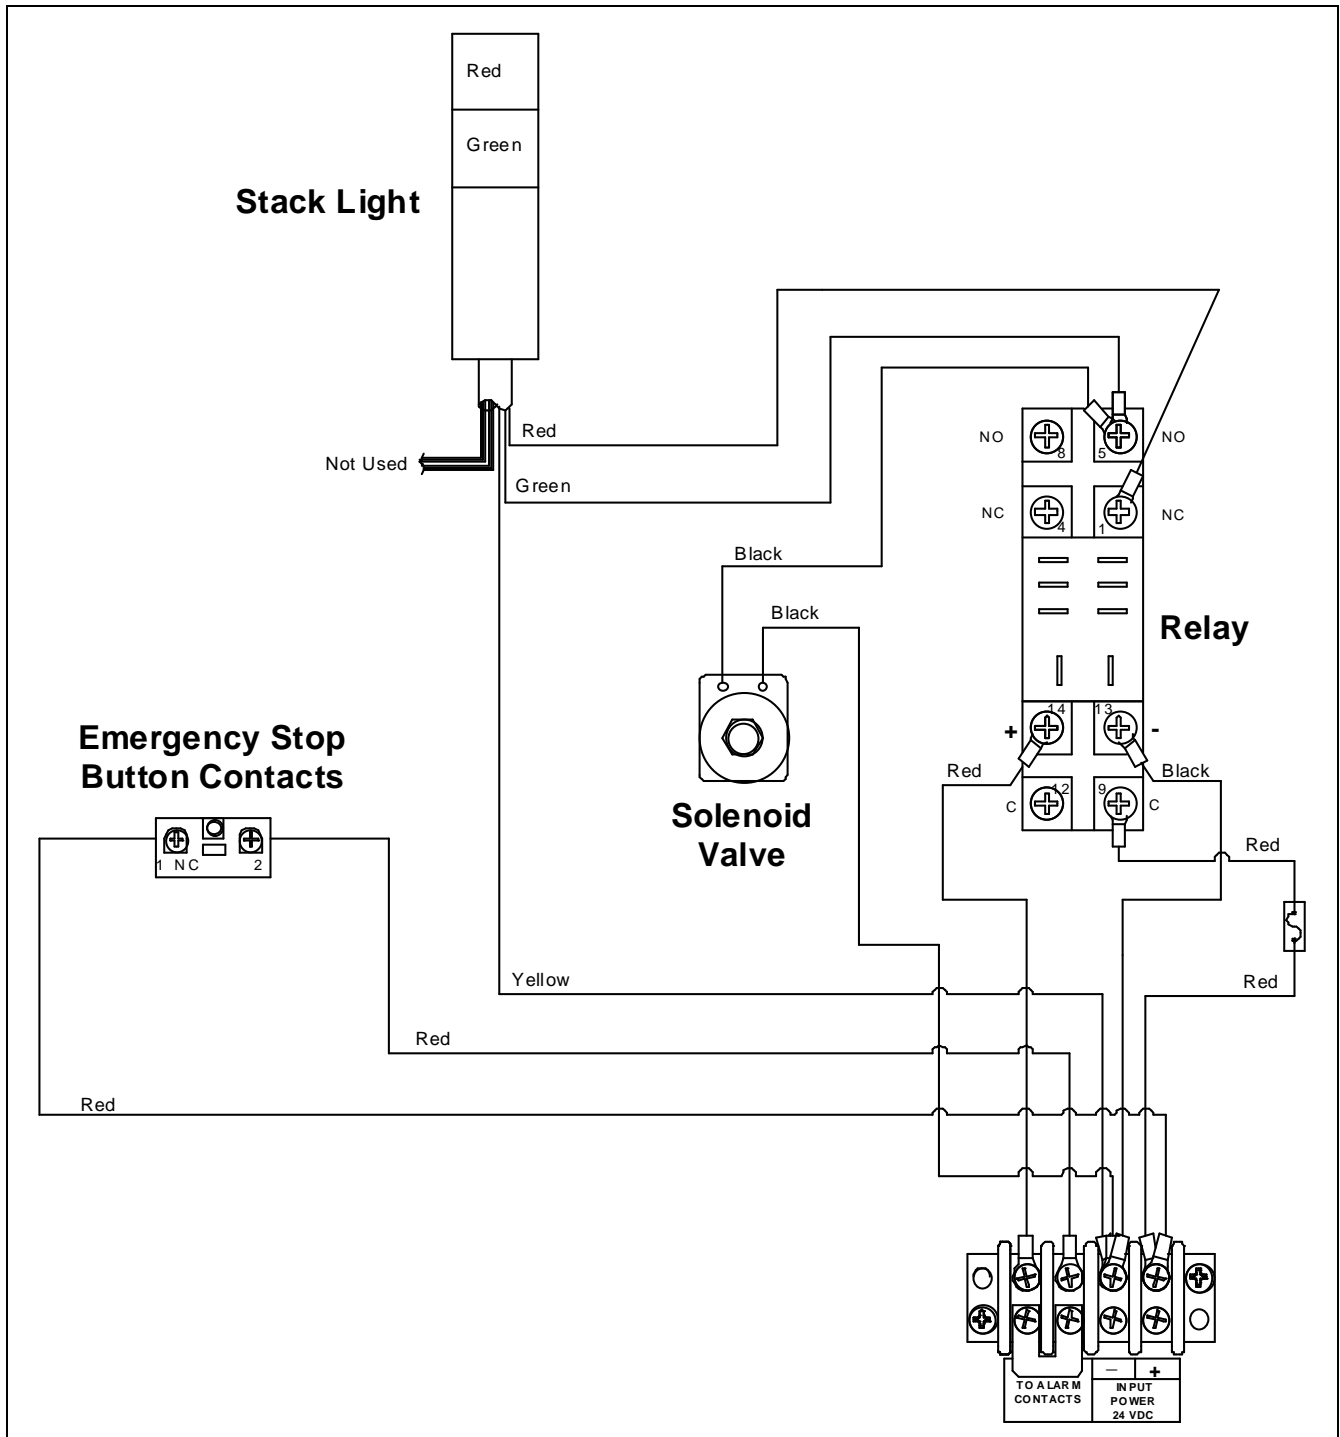 Red
Green
Stack Light
Red
Not Used
Green
NO
8
5
NO
NC
4
1
NC
Black
Black
Relay
Emergency Stop
Button Contacts
1 NC 2
Solenoid
Valve
+
14
13
-
Red
Black
C
12
9
C
Red
Yellow
Red
Red
Red
TO ALARM
CONTACTS
– +
INPUT
POWER
24 VDC